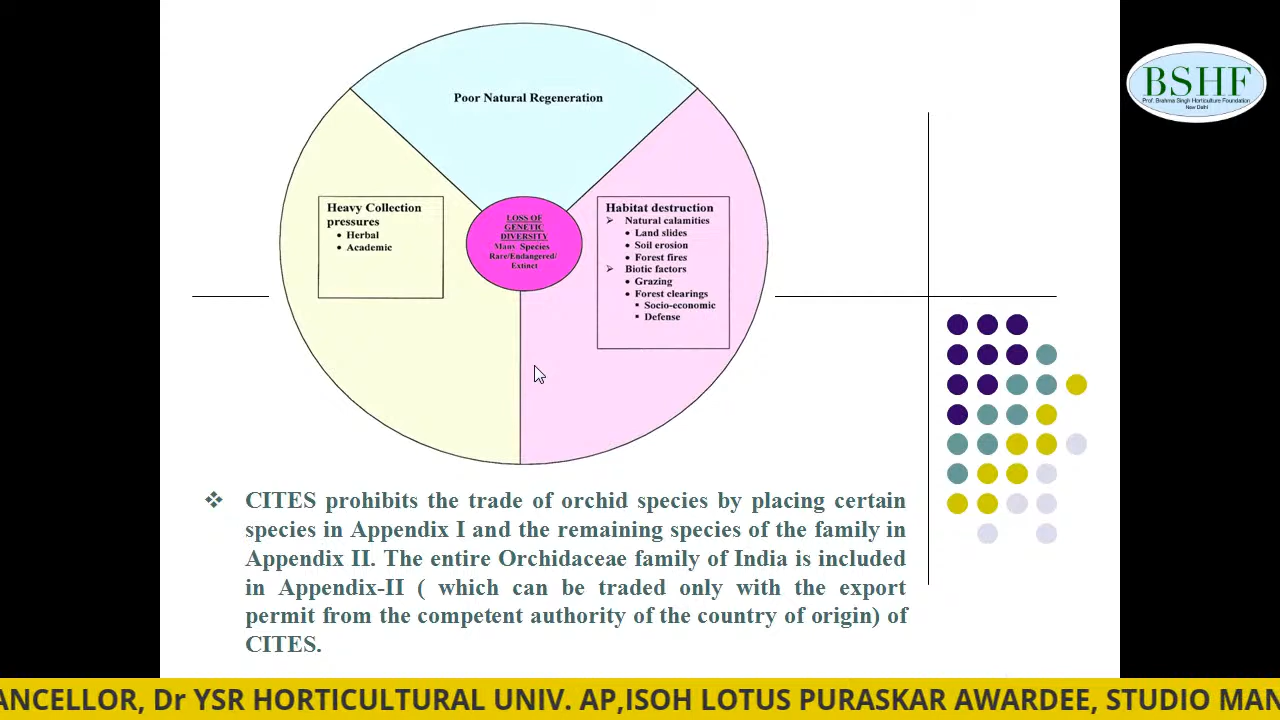 Poor Natural Regeneration
Heavy Collection
pressures
• Herbal
• Academic
LOSS OF
GENETIC
DIVERSITY
Many Species
Rare/Endangered/
Extinct
Habitat destruction
➢ Natural calamities
• Land slides
• Soil erosion
• Forest fires
➢ Biotic factors
• Grazing
• Forest clearings
▪ Socio-economic
▪ Defense
❖ CITES prohibits the trade of orchid species by placing certain
species in Appendix I and the remaining species of the family in
Appendix II. The entire Orchidaceae family of India is included
in Appendix-II ( which can be traded only with the export
permit from the competent authority of the country of origin) of
CITES.
BSHF
Prof. Brahma Singh Horticulture Foundation
New Delhi
ANCELLOR, Dr YSR HORTICULTURAL UNIV. AP,ISOH LOTUS PURASKAR AWARDEE, STUDIO MAN